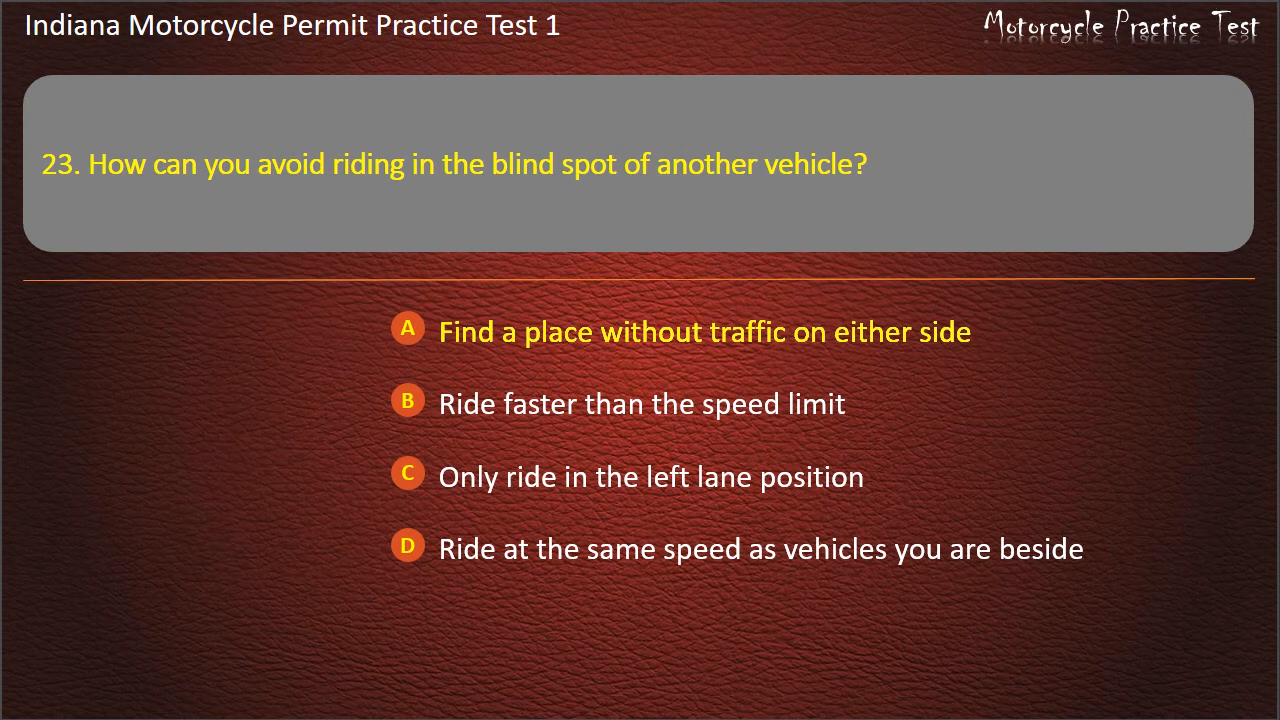 Indiana Motorcycle Permit Practice Test 1
Motorcycle Practice Test
23. How can you avoid riding in the blind spot of another vehicle?
A Find a place without traffic on either side
B Ride faster than the speed limit
C Only ride in the left lane position
D Ride at the same speed as vehicles you are beside